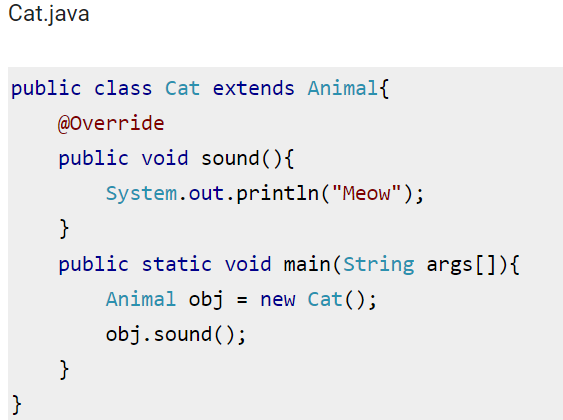 Cat.java
public class Cat extends Animal{
    @Override
    public void sound(){
        System.out.println("Meow");
    }
    public static void main(String args[]){
        Animal obj = new Cat();
        obj.sound();
    }
}